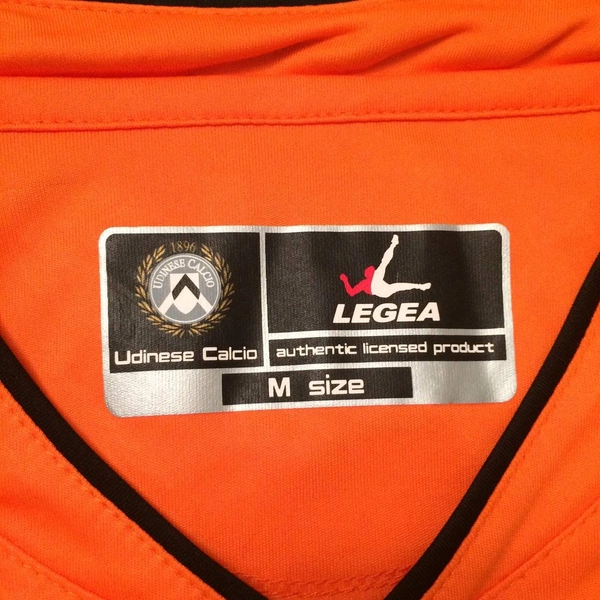 1896
UDINESE CALCIO
Udinese Calcio
LEGEA
authentic licensed product
M size